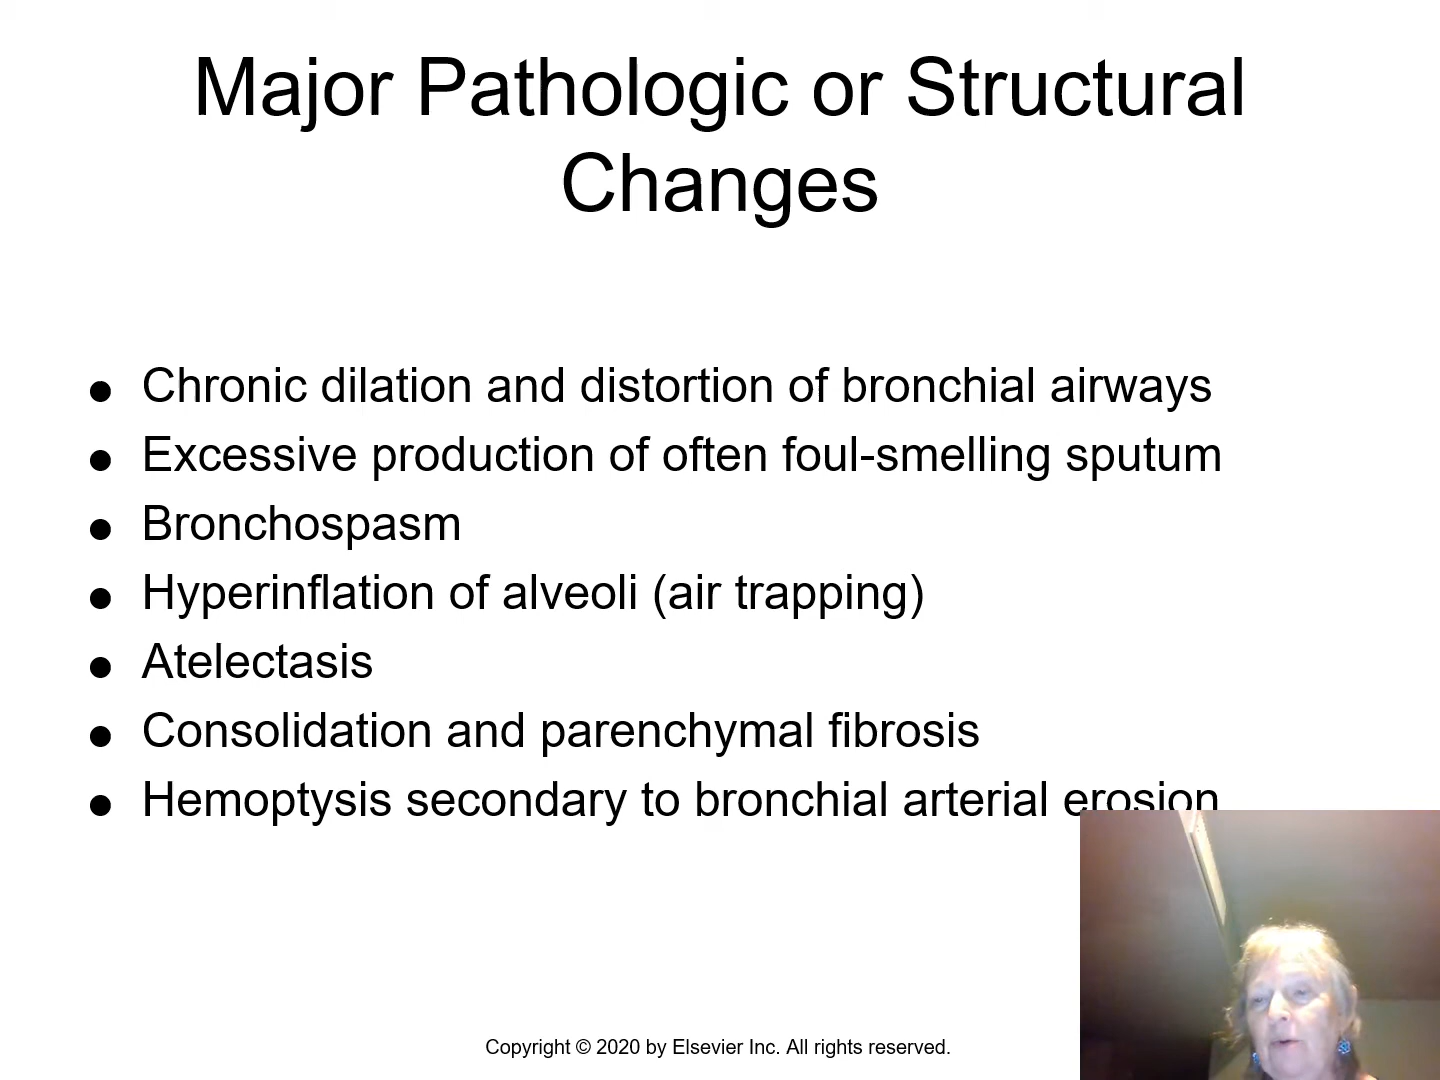 Major Pathologic or Structural
Changes
● Chronic dilation and distortion of bronchial airways
● Excessive production of often foul-smelling sputum
● Bronchospasm
● Hyperinflation of alveoli (air trapping)
● Atelectasis
● Consolidation and parenchymal fibrosis
● Hemoptysis secondary to bronchial arterial erosion
Copyright © 2020 by Elsevier Inc. All rights reserved.